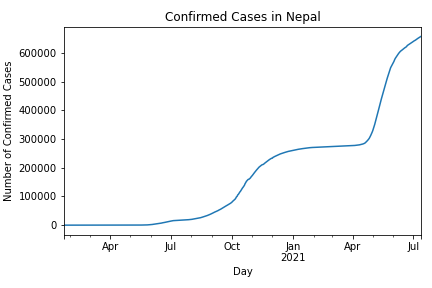 Confirmed Cases in Nepal
Number of Confirmed Cases
600000
500000
400000
300000
200000
100000
0
Apr Jul Oct Jan Apr Jul
2021
Day